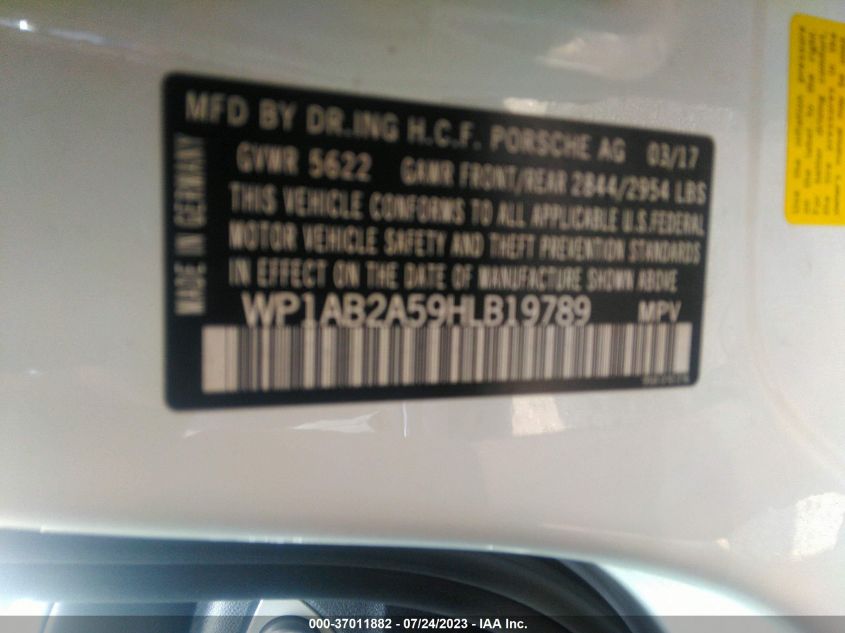 MFD BY DR.ING H.C.F. PORSCHE AG 03/17
GVWR 5622 GAWR FRONT/REAR 2844/2954 LBS
THIS VEHICLE CONFORMS TO ALL APPLICABLE U.S.FEDERAL
MOTOR VEHICLE SAFETY AND THEFT PREVENTION STANDARDS
IN EFFECT ON THE DATE OF MANUFACTURE SHOWN ABOVE
WP1AB2A59HLB19789 MPV
MADE IN GERMANY
000-37011882 - 07/24/2023 - IAA Inc.